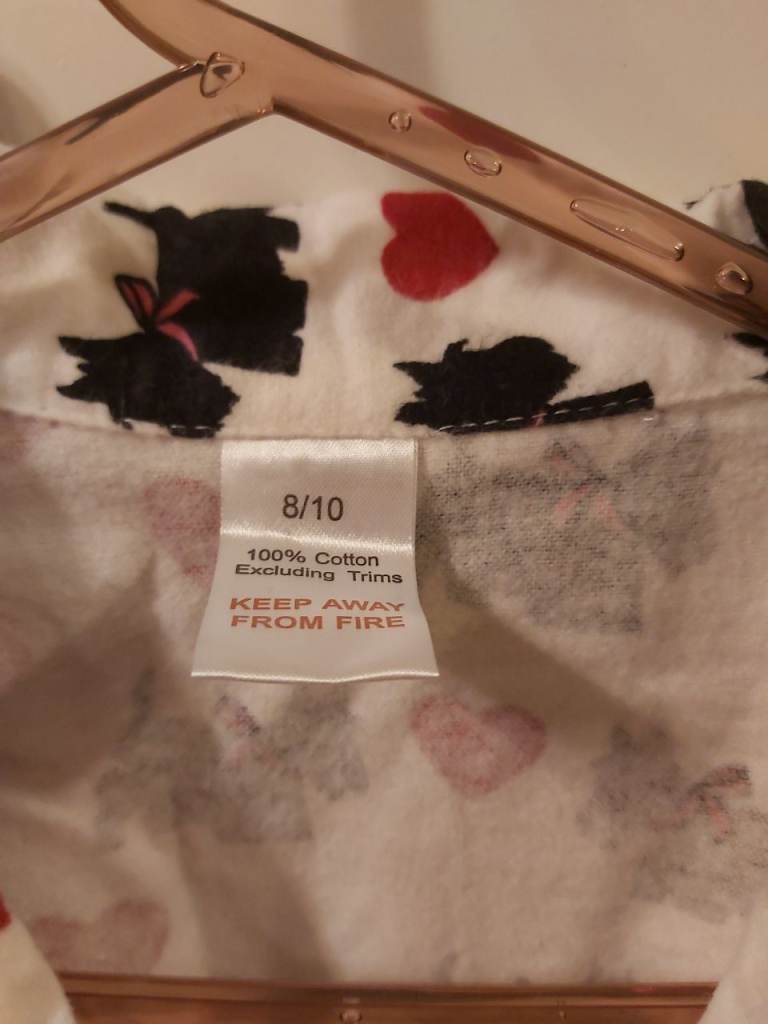 8/10
100% Cotton
Excluding Trims
KEEP AWAY
FROM FIRE